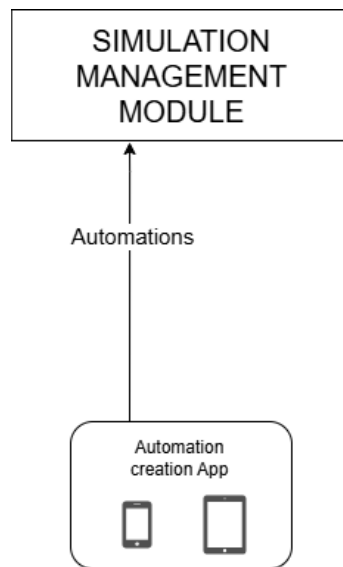 SIMULATION
MANAGEMENT
MODULE
Automations
Automation
creation App